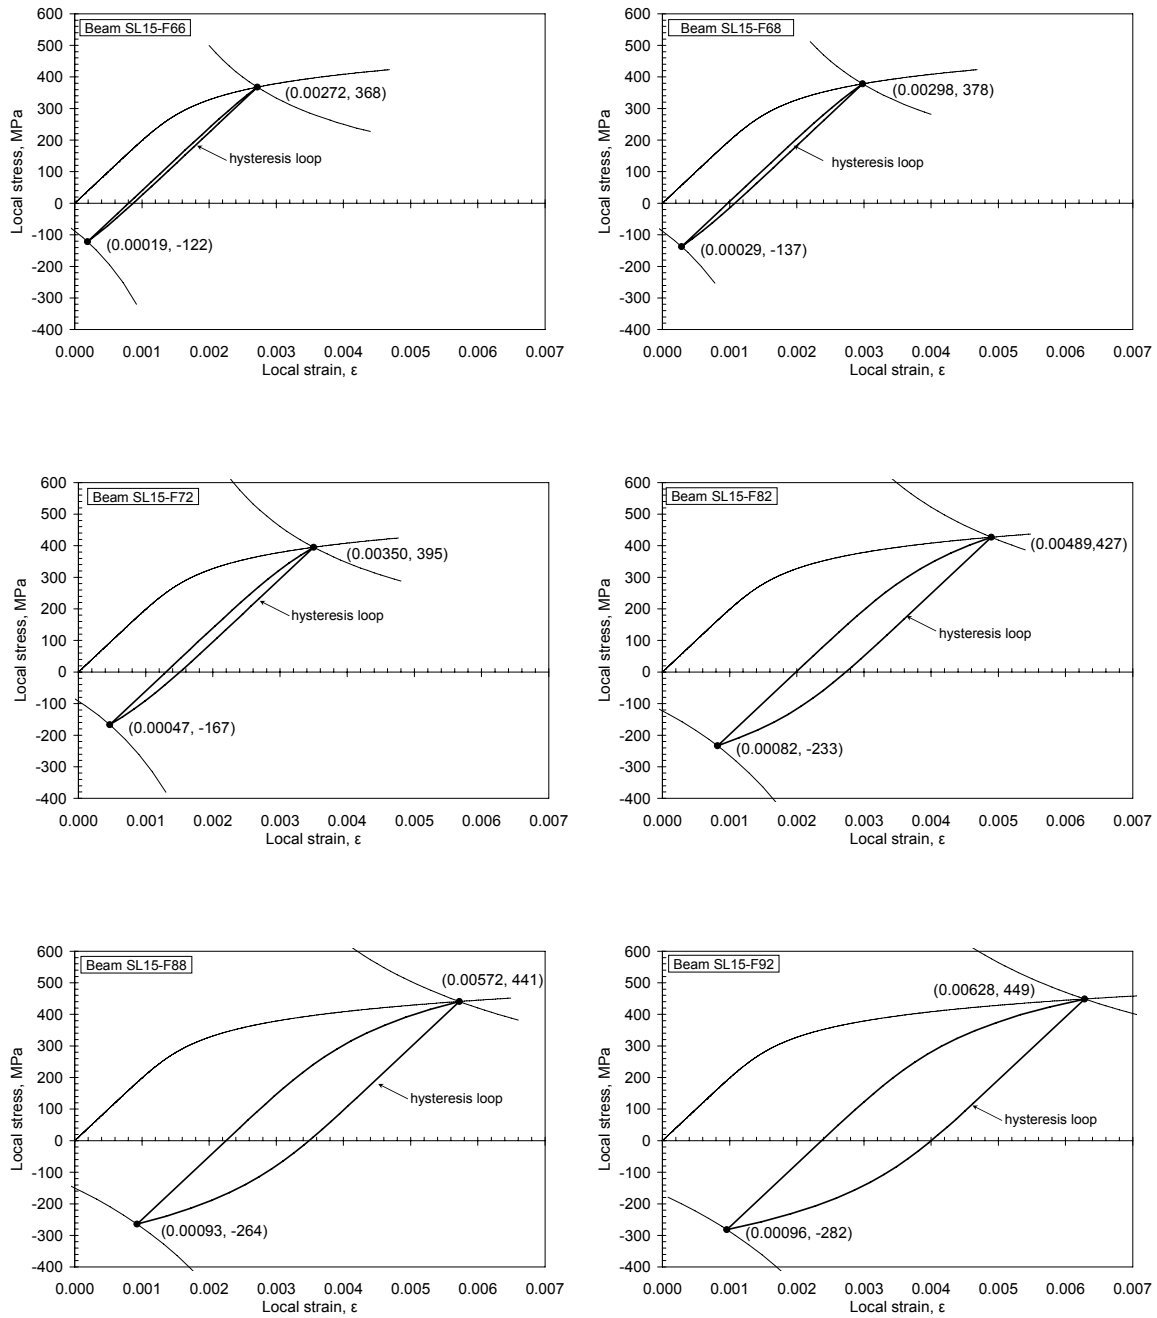 Beam SL15-F66
600
500
400
300
200
100
0
-100
-200
-300
-400
Local stress, MPa
(0.00272, 368)
hysteresis loop
(0.00019, -122)
0.000 0.001 0.002 0.003 0.004 0.005 0.006 0.007
Local strain, ε
Beam SL15-F68
600
500
400
300
200
100
0
-100
-200
-300
-400
Local stress, MPa
(0.00298, 378)
hysteresis loop
(0.00029, -137)
0.000 0.001 0.002 0.003 0.004 0.005 0.006 0.007
Local strain, ε
Beam SL15-F72
600
500
400
300
200
100
0
-100
-200
-300
-400
Local stress, MPa
(0.00350, 395)
hysteresis loop
(0.00047, -167)
0.000 0.001 0.002 0.003 0.004 0.005 0.006 0.007
Local strain, ε
Beam SL15-F82
600
500
400
300
200
100
0
-100
-200
-300
-400
Local stress, MPa
(0.00489,427)
hysteresis loop
(0.00082, -233)
0.000 0.001 0.002 0.003 0.004 0.005 0.006 0.007
Local strain, ε
Beam SL15-F88
600
500
400
300
200
100
0
-100
-200
-300
-400
Local stress, MPa
(0.00572, 441)
hysteresis loop
(0.00093, -264)
0.000 0.001 0.002 0.003 0.004 0.005 0.006 0.007
Local strain, ε
Beam SL15-F92
600
500
400
300
200
100
0
-100
-200
-300
-400
Local stress, MPa
(0.00628, 449)
hysteresis loop
(0.00096, -282)
0.000 0.001 0.002 0.003 0.004 0.005 0.006 0.007
Local strain, ε